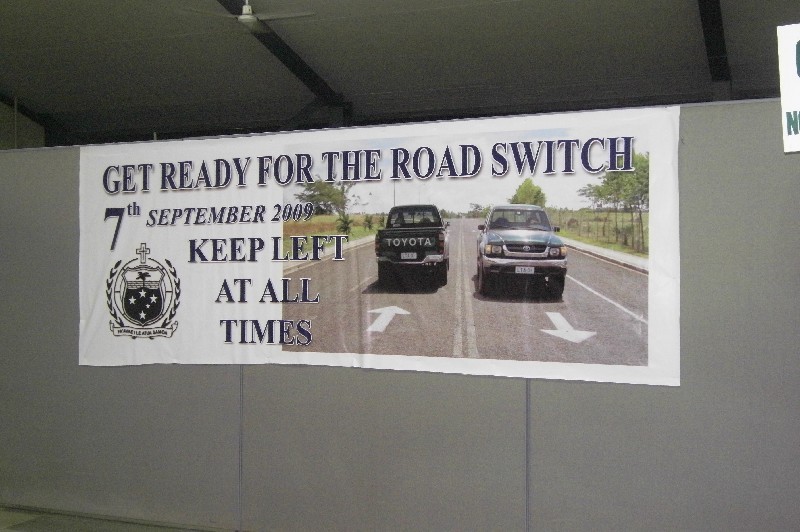 GET READY FOR THE ROAD SWITCH
7th SEPTEMBER 2009
KEEP LEFT
AT ALL
TIMES
TOYOTA